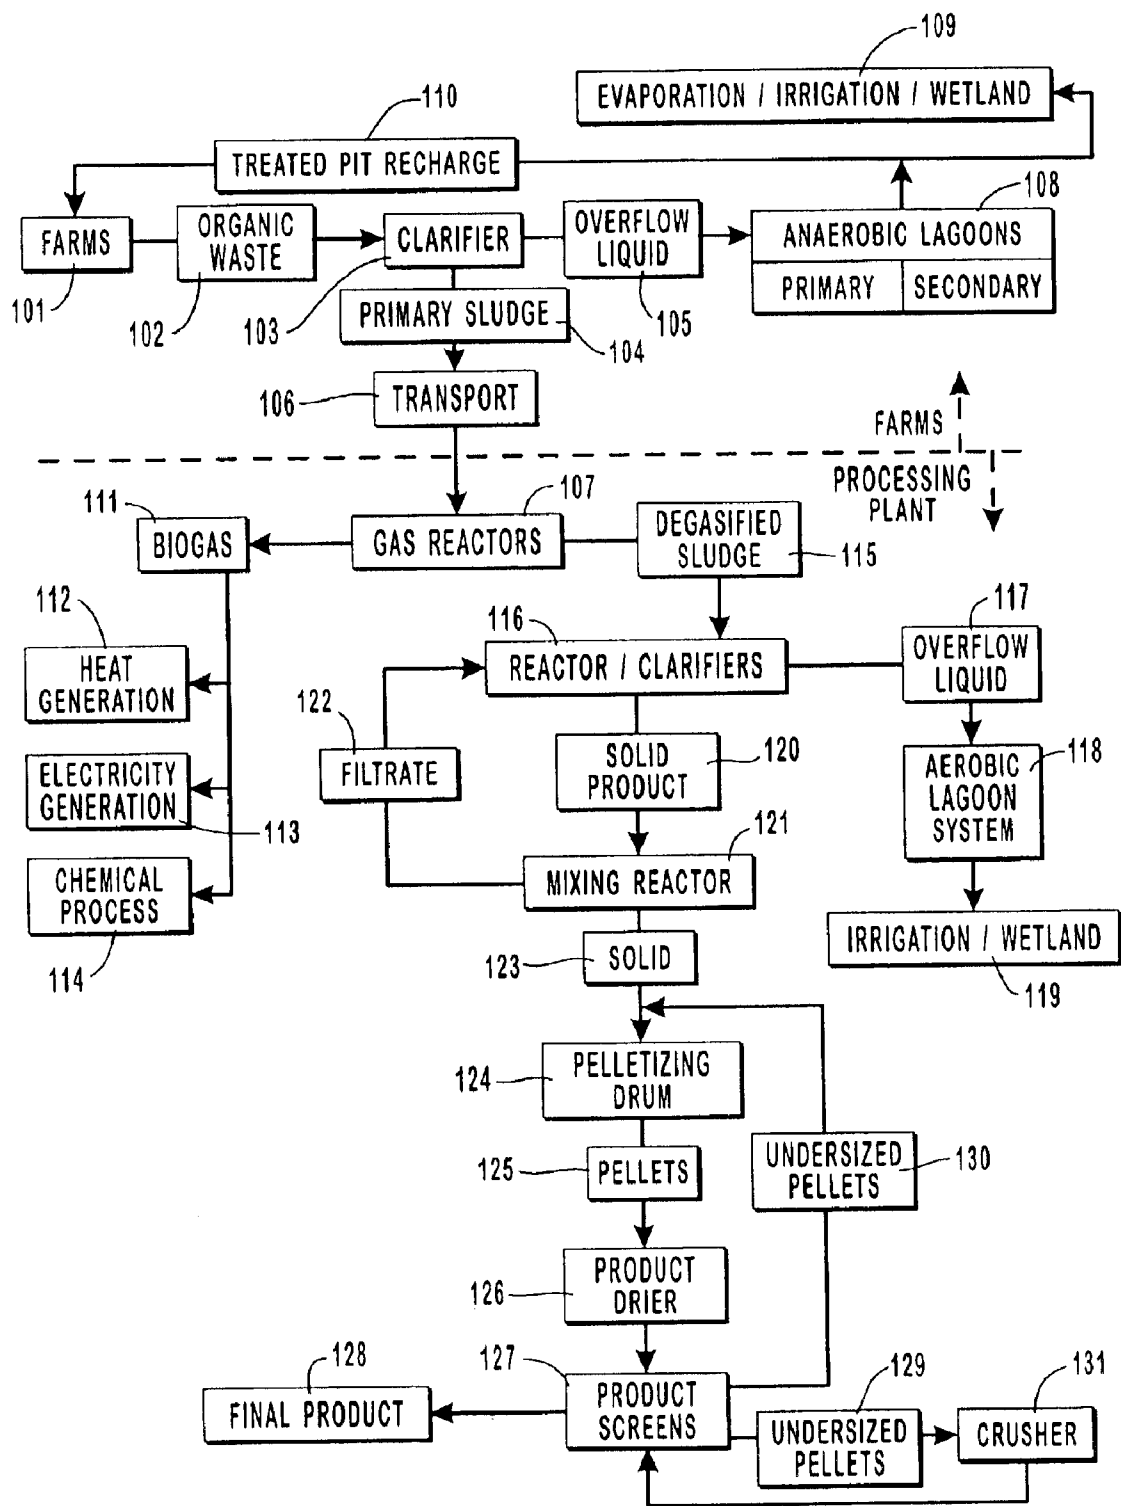 109
EVAPORATION / IRRIGATION / WETLAND
110
TREATED PIT RECHARGE
108
FARMS
101
ORGANIC
WASTE
102
CLARIFIER
103
OVERFLOW
LIQUID
105
ANAEROBIC LAGOONS
PRIMARY
SECONDARY
PRIMARY SLUDGE
104
106
TRANSPORT
FARMS
PROCESSING
PLANT
111
BIOGAS
107
GAS REACTORS
DEGASIFIED
SLUDGE
115
112
HEAT
GENERATION
116
REACTOR / CLARIFIERS
117
OVERFLOW
LIQUID
122
FILTRATE
SOLID
PRODUCT
120
AEROBIC
LAGOON
SYSTEM
118
ELECTRICITY
GENERATION
113
121
MIXING REACTOR
CHEMICAL
PROCESS
114
IRRIGATION / WETLAND
119
123
SOLID
124
PELLETIZING
DRUM
125
PELLETS
UNDERSIZED
PELLETS
130
126
PRODUCT
DRIER
128
FINAL PRODUCT
127
PRODUCT
SCREENS
129
UNDERSIZED
PELLETS
131
CRUSHER